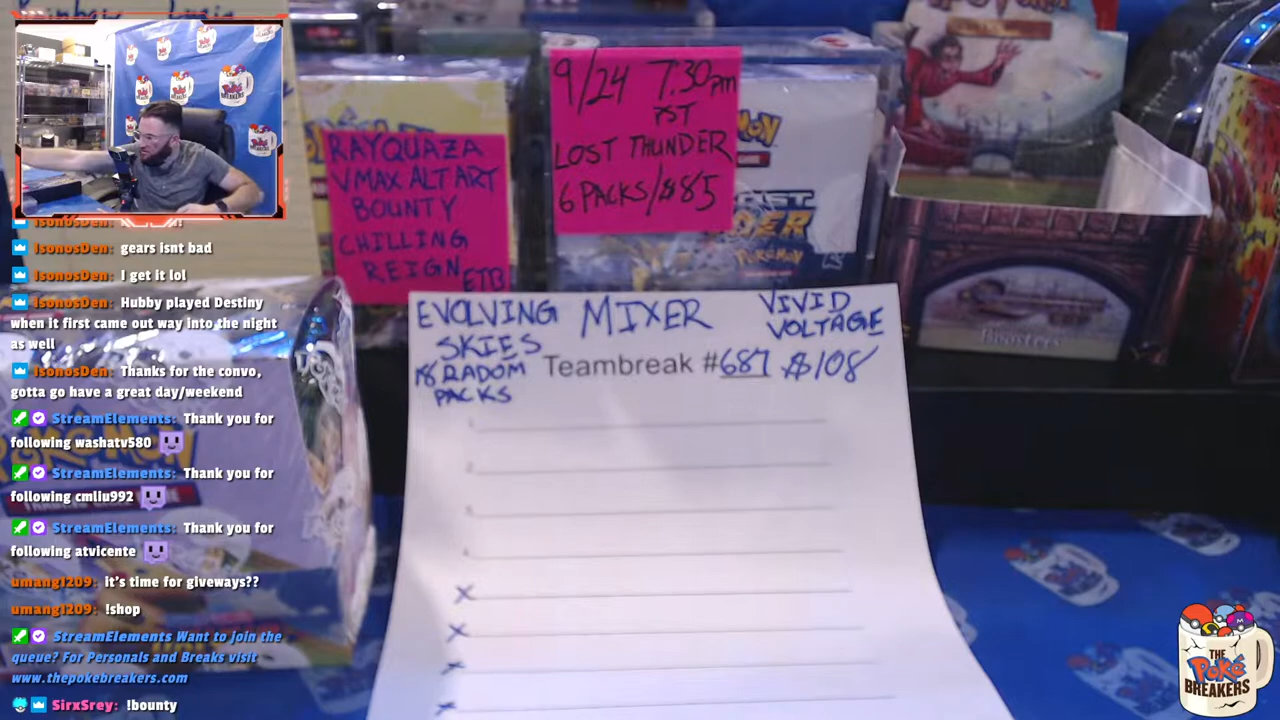 IsonosDen:
IsonosDen: gears isnt bad
IsonosDen: I get it lol
IsonosDen: Hubby played Destiny
when it first came out way into the night
as well
IsonosDen: Thanks for the convo,
gotta go have a great day/weekend
StreamElements: Thank you for
following washatv580
StreamElements: Thank you for
following cmliu992
StreamElements: Thank you for
following atvicente
umang1209: it's time for giveways??
umang1209: !shop
StreamElements Want to join the
queue? For Personals and Breaks visit
www.thepokebreakers.com
SirxSrey: !bounty
RAYQUAZA
VMAX ALT ART
BOUNTY
CHILLING
REIGN ETB
9/24 7:30pm
PST
LOST THUNDER
6 PACKS/$85
EVOLVING
SKIES
18 RADOM
PACKS
MIXER
VIVID
VOLTAGE
Teambreak #687 $108
x
x
x
x
Boosters
THE
Poké
BREAKERS